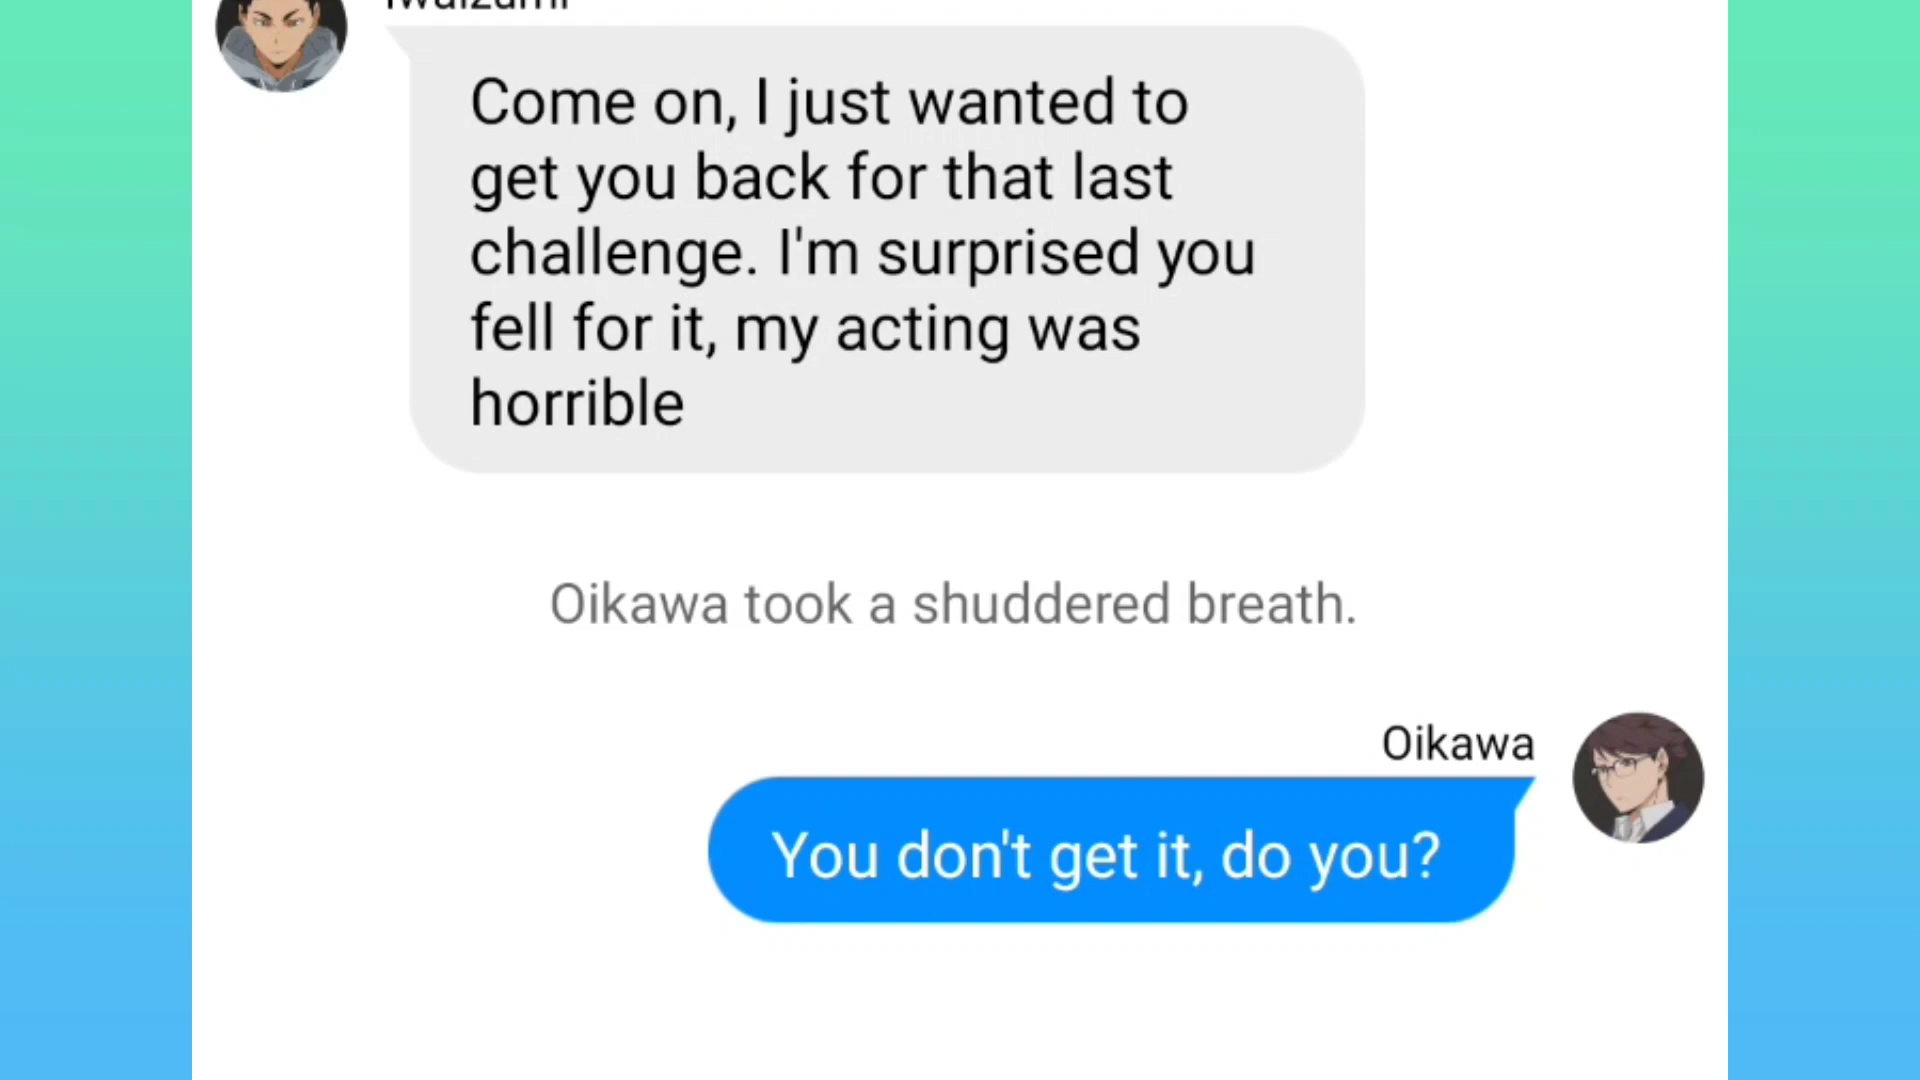 Iwaizumi
Come on, I just wanted to
get you back for that last
challenge. I'm surprised you
fell for it, my acting was
horrible
Oikawa took a shuddered breath.
Oikawa
You don't get it, do you?